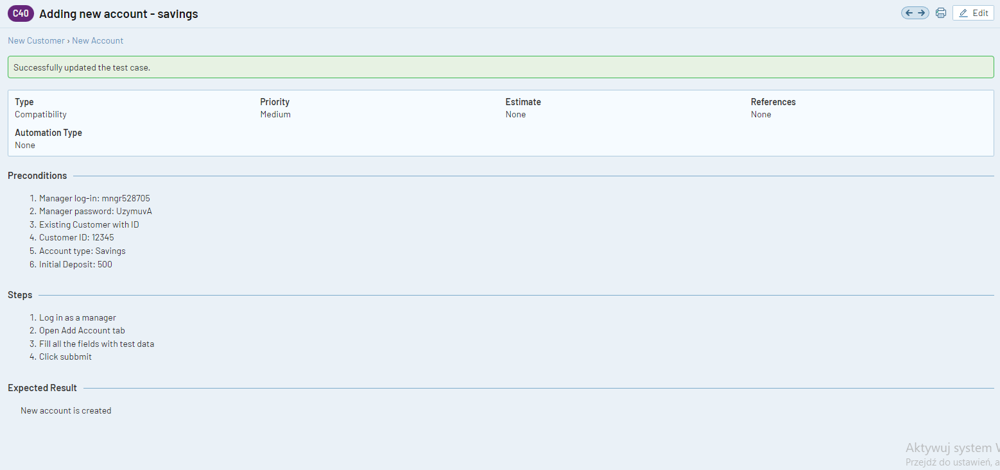 C40 Adding new account - savings
Edit
New Customer › New Account
Successfully updated the test case.
Type Priority Estimate References
Compatibility Medium None None
Automation Type
None
Preconditions
1. Manager log-in: mngr528705
2. Manager password: UzymuvA
3. Existing Customer with ID
4. Customer ID: 12345
5. Account type: Savings
6. Initial Deposit: 500
Steps
1. Log in as a manager
2. Open Add Account tab
3. Fill all the fields with test data
4. Click subbmit
Expected Result
New account is created
Aktywuj system
Przejdź do ustawień, a